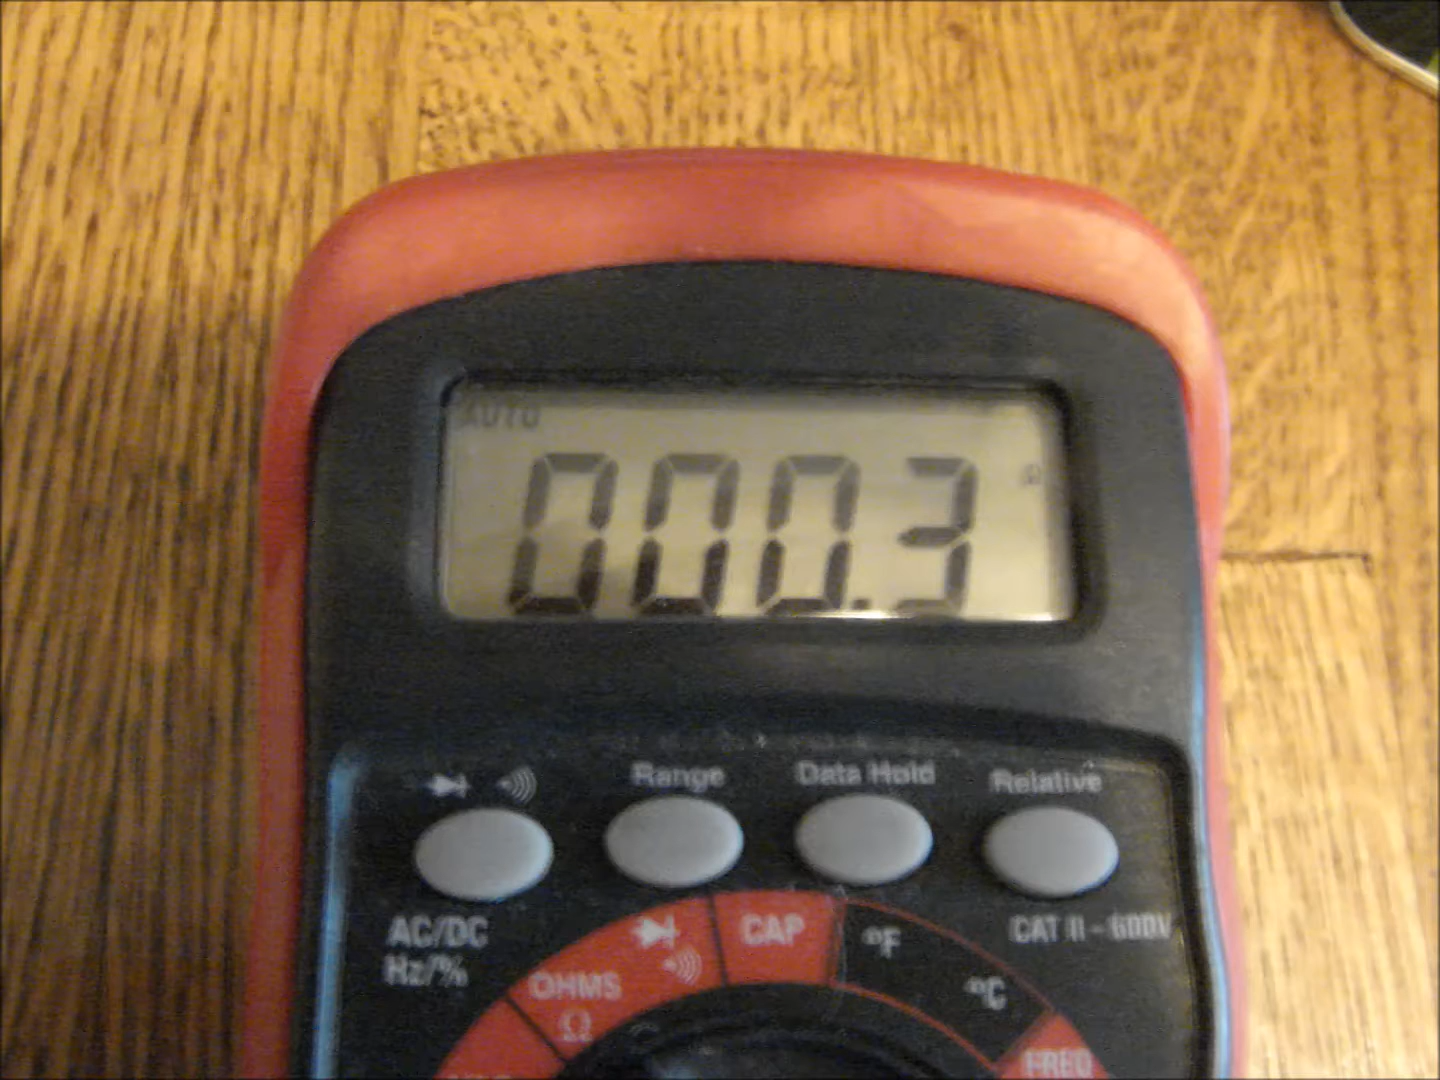 AUTO
000.3 Ω
Range Data Hold Relative
AC/DC
Hz/%
CAT II - 600V
OHMS
Ω
CAP
°F
°C
FREQ